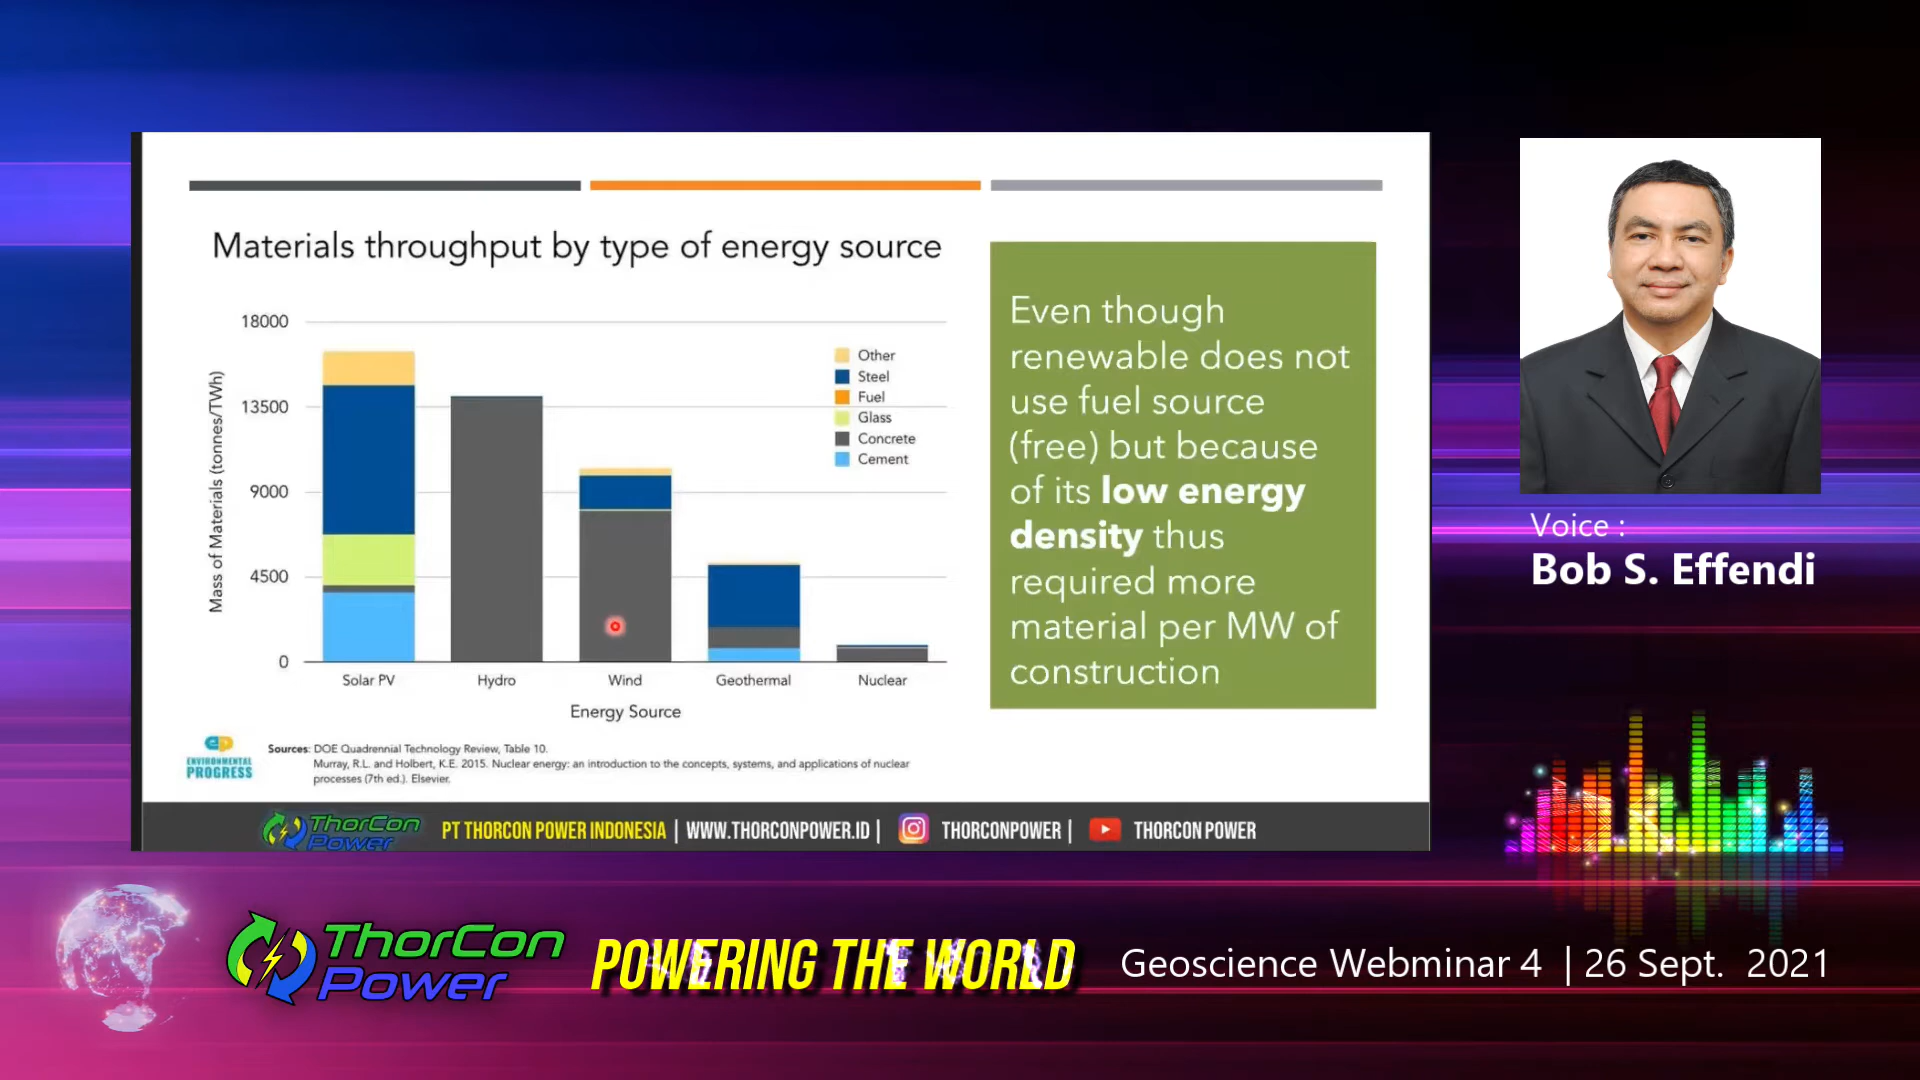 Materials throughput by type of energy source
18000
13500
9000
4500
0
Mass of Materials (tonnes/TWh)
Other
Steel
Fuel
Glass
Concrete
Cement
Solar PV
Hydro
Wind
Geothermal
Nuclear
Energy Source
ep
ENVIRONMENTAL
PROGRESS
Sources: DOE Quadrennial Technology Review, Table 10.
Murray, R.L. and Holbert, K.E. 2015. Nuclear energy: an introduction to the concepts, systems, and applications of nuclear
processes (7th ed.). Elsevier.
Even though
renewable does not
use fuel source
(free) but because
of its low energy
density thus
required more
material per MW of
construction
ThorCon
Power
PT THORCON POWER INDONESIA | WWW.THORCONPOWER.ID | THORCONPOWER | THORCON POWER
Voice :
Bob S. Effendi
ThorCon
Power
POWERING THE WORLD
Geoscience Webminar 4 | 26 Sept. 2021